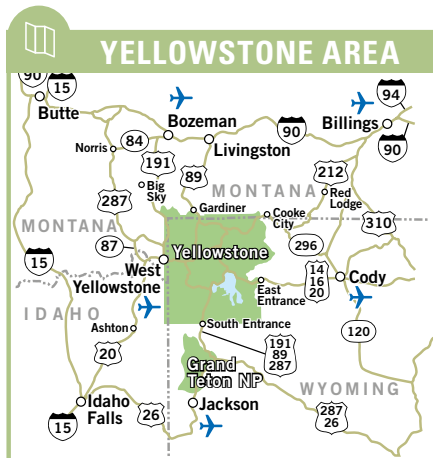 YELLOWSTONE AREA
90
15
Butte
Bozeman
94
Billings
90
84
Norris
Livingston
90
191
89
212
Big
Sky
MONTANA
Red
Lodge
287
Gardiner
Cooke
City
310
MONTANA
87
296
15
West
Yellowstone
Yellowstone
14
16
20
Cody
East
Entrance
IDAHO
Ashton
South Entrance
120
20
191
89
287
Grand
Teton NP
WYOMING
Idaho
Falls
26
Jackson
287
26
15